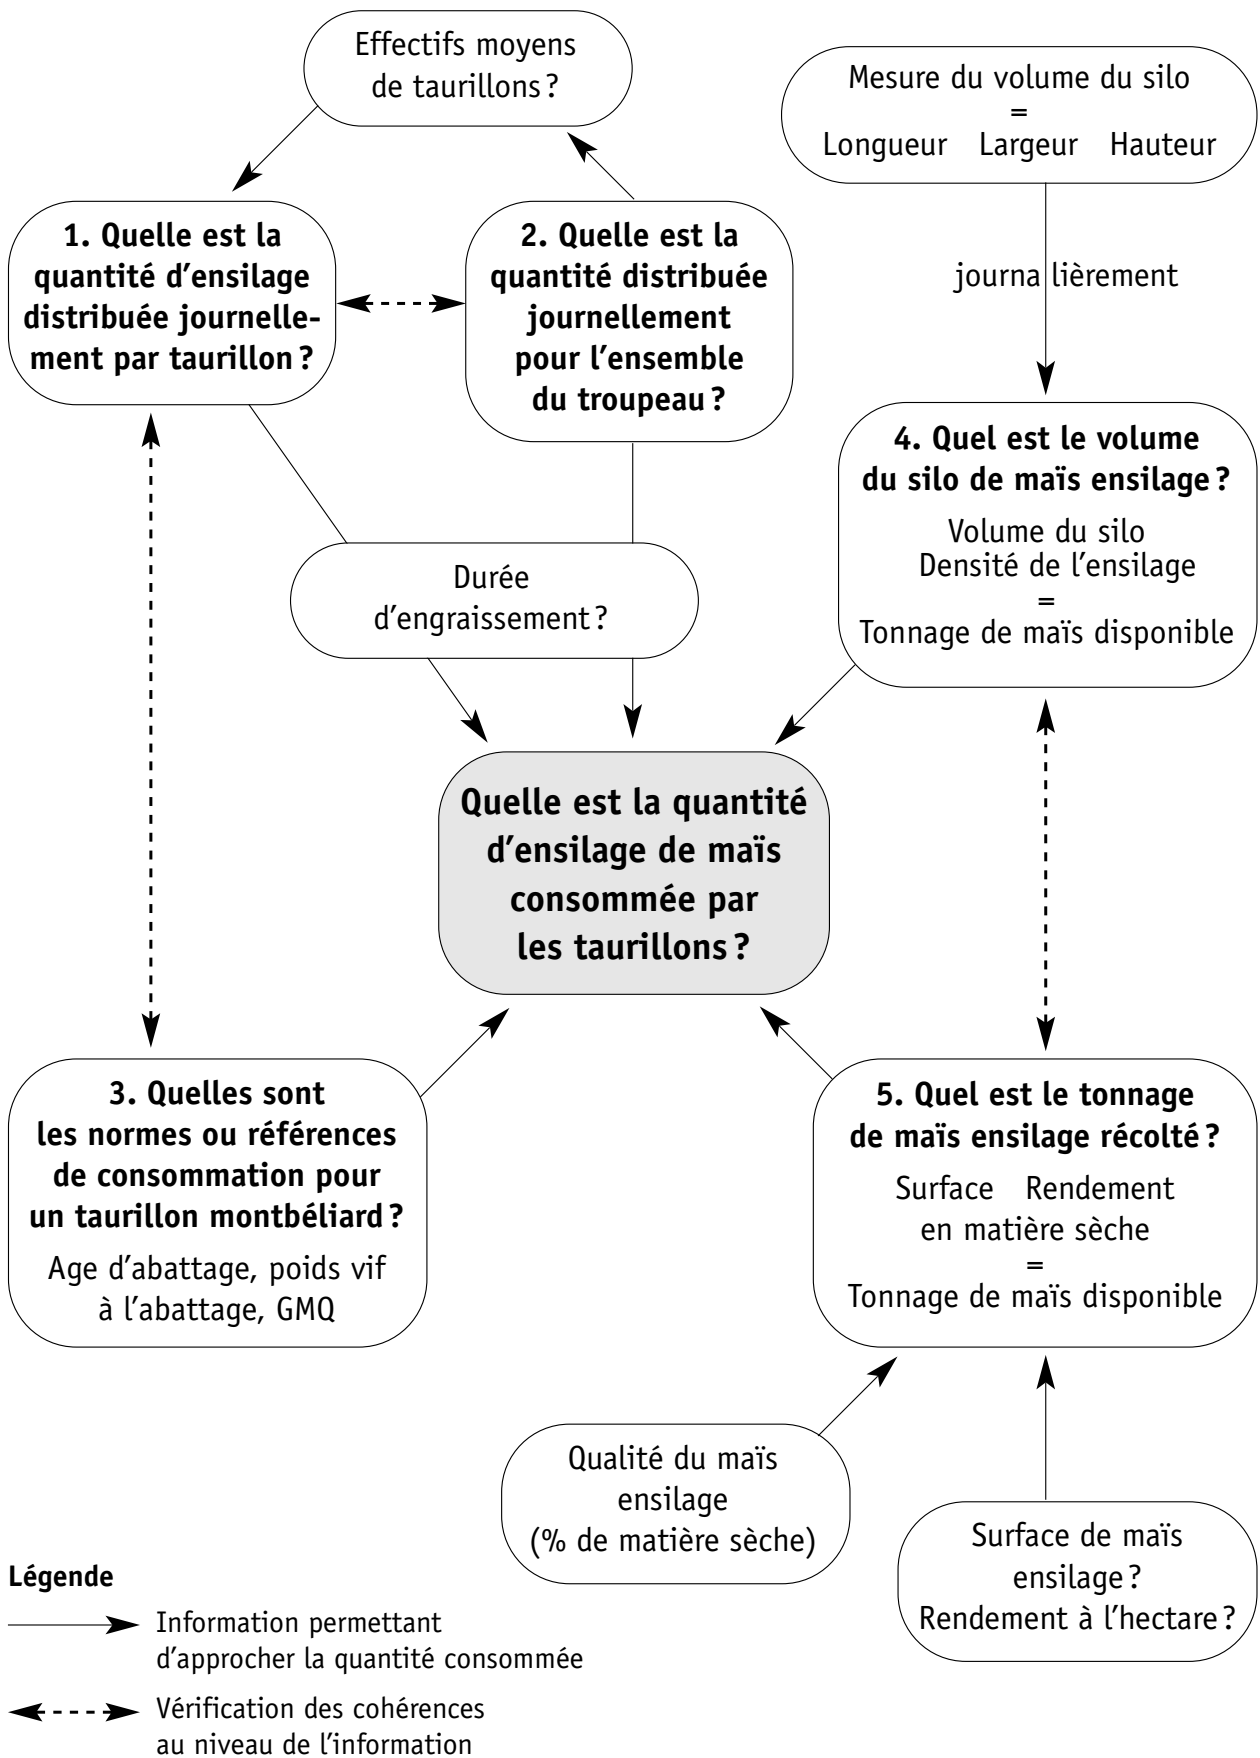 Effectifs moyens
de taurillons ?
Mesure du volume du silo
=
Longueur Largeur Hauteur
1. Quelle est la
quantité d'ensilage
distribuée journelle-
ment par taurillon ?
2. Quelle est la
quantité distribuée
journellement
pour l'ensemble
du troupeau ?
journa lièrement
4. Quel est le volume
du silo de maïs ensilage ?
Volume du silo
Densité de l'ensilage
=
Tonnage de maïs disponible
Durée
d'engraissement ?
Quelle est la quantité
d'ensilage de maïs
consommée par
les taurillons ?
3. Quelles sont
les normes ou références
de consommation pour
un taurillon montbéliard ?
Age d'abattage, poids vif
à l'abattage, GMQ
5. Quel est le tonnage
de maïs ensilage récolté ?
Surface Rendement
en matière sèche
=
Tonnage de maïs disponible
Qualité du maïs
ensilage
(% de matière sèche)
Surface de maïs
ensilage ?
Rendement à l'hectare ?
Légende
Information permettant
d'approcher la quantité consommée
Vérification des cohérences
au niveau de l'information